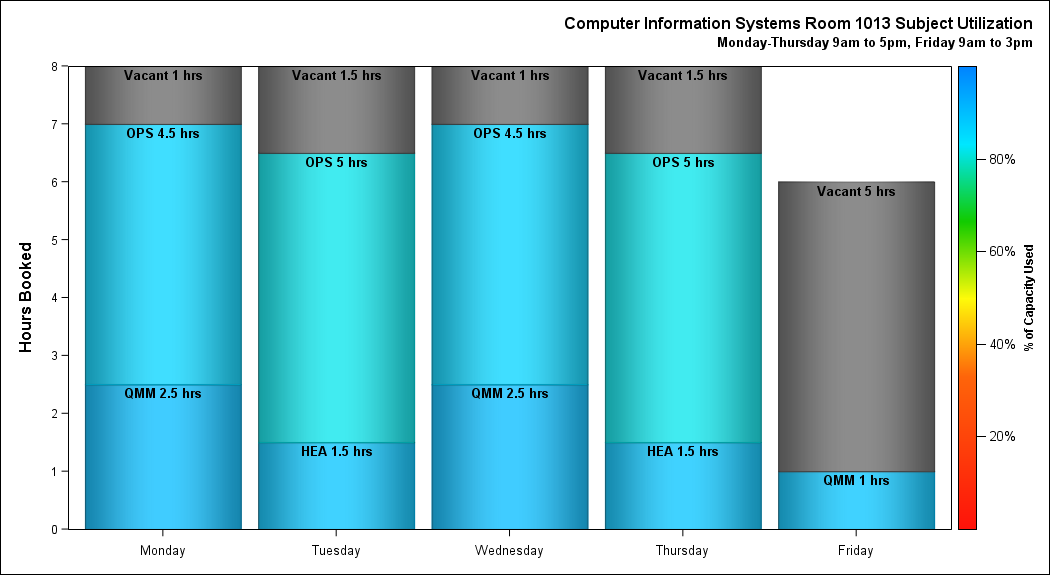 Computer Information Systems Room 1013 Subject Utilization
Monday-Thursday 9am to 5pm, Friday 9am to 3pm
Hours Booked
8
7
6
5
4
3
2
1
0
Vacant 1 hrs
OPS 4.5 hrs
QMM 2.5 hrs
Vacant 1.5 hrs
OPS 5 hrs
HEA 1.5 hrs
Vacant 1 hrs
OPS 4.5 hrs
QMM 2.5 hrs
Vacant 1.5 hrs
OPS 5 hrs
HEA 1.5 hrs
Vacant 5 hrs
QMM 1 hrs
Monday
Tuesday
Wednesday
Thursday
Friday
80%
60%
40%
20%
% of Capacity Used